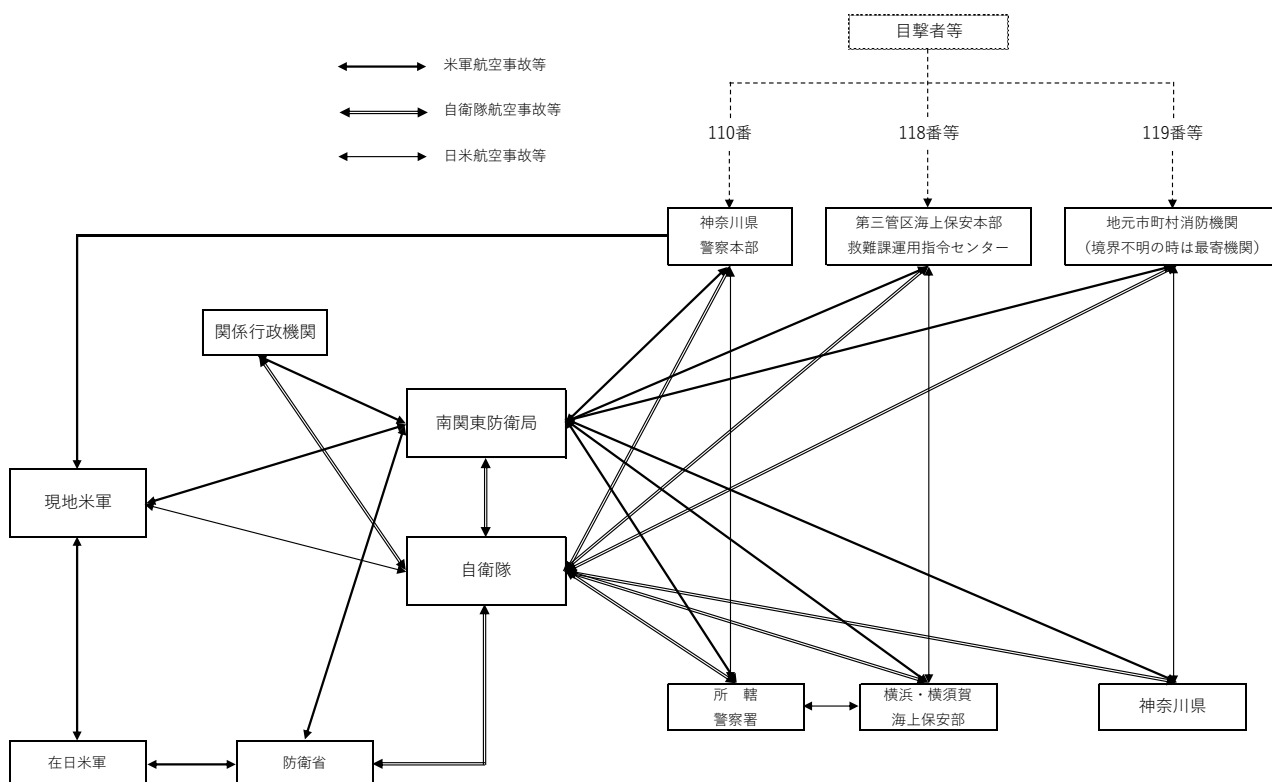 目撃者等
米軍航空事故等
自衛隊航空事故等
日米航空事故等
110番
118番等
119番等
神奈川県
警察本部
第三管区海上保安本部
救難課運用指令センター
地元市町村消防機関
（境界不明の時は最寄機関）
関係行政機関
南関東防衛局
現地米軍
自衛隊
所　轄
警察署
横浜・横須賀
海上保安部
神奈川県
在日米軍
防衛省